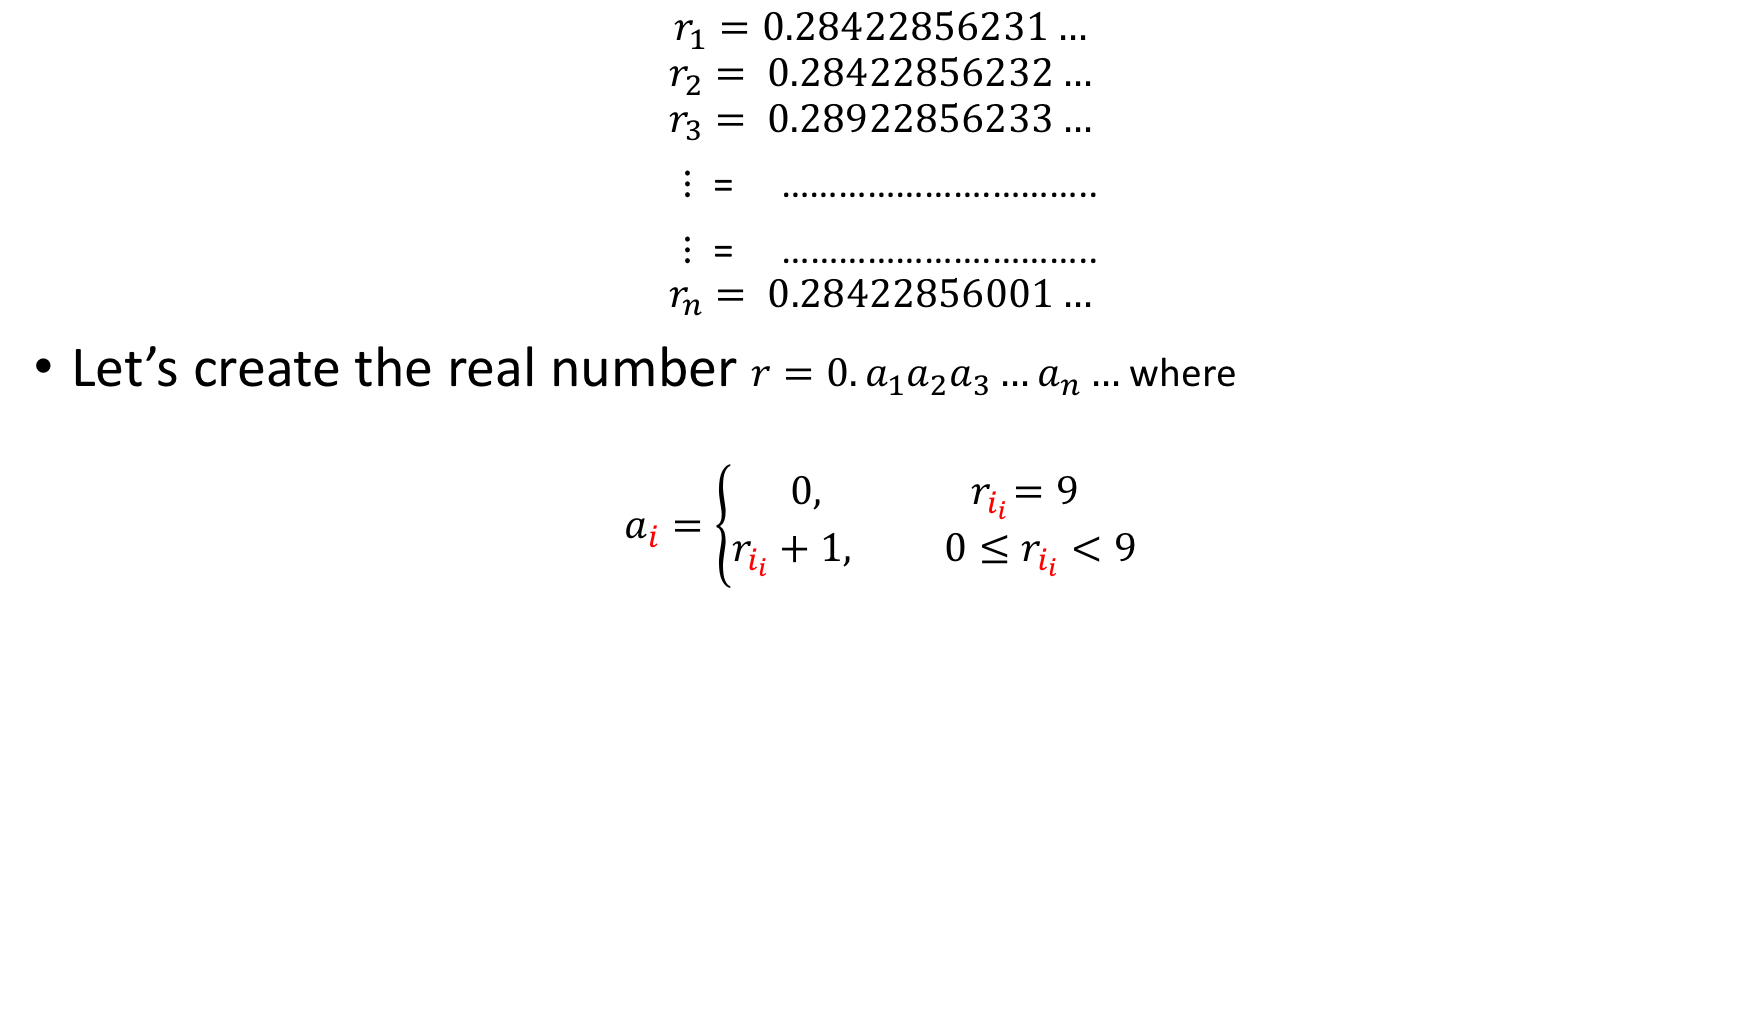 r₁ = 0.28422856231 …
r₂ = 0.28422856232 …
r₃ = 0.28922856233 …
⋮ = ……………………………..
⋮ = ……………………………..
rₙ = 0.28422856001 …
• Let’s create the real number r = 0. a₁a₂a₃ … aₙ … where
0, r_{i_i} = 9
a_i = {
r_{i_i} + 1, 0 ≤ r_{i_i} < 9